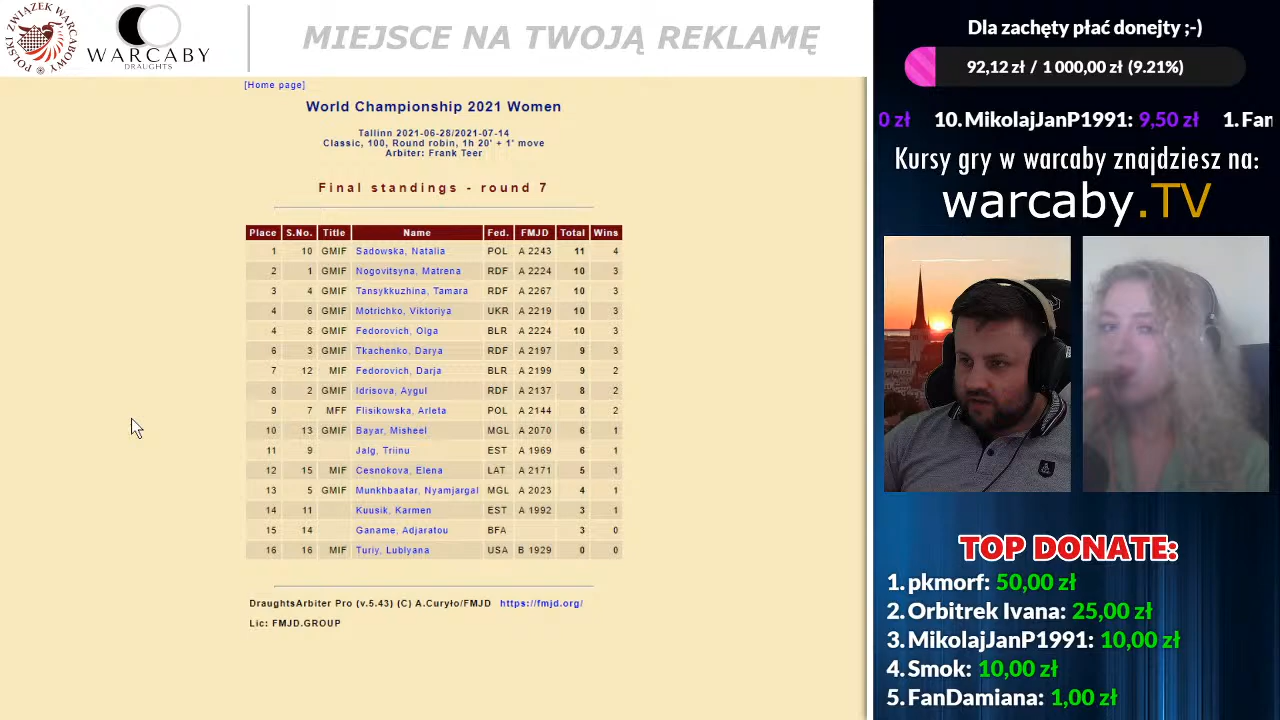 POLSKI ZWIĄZEK WARCABOWY
WARCABY
DRAUGHTS
MIEJSCE NA TWOJĄ REKLAMĘ
[Home page]
World Championship 2021 Women
Tallinn 2021-06-28/2021-07-14
Classic, 100, Round robin, 1h 20' + 1' move
Arbiter: Frank Teer
Final standings - round 7
Place S.No. Title Name Fed. FMJD Total Wins
1 10 GMIF Sadowska, Natalia POL A 2243 11 4
2 1 GMIF Nogovitsyna, Matrena RDF A 2224 10 3
3 4 GMIF Tansykkuzhina, Tamara RDF A 2267 10 3
4 6 GMIF Motrichko, Viktoriya UKR A 2219 10 3
4 8 GMIF Fedorovich, Olga BLR A 2224 10 3
6 3 GMIF Tkachenko, Darya RDF A 2197 9 3
7 12 MIF Fedorovich, Darja BLR A 2199 9 2
8 2 GMIF Idrisova, Aygul RDF A 2137 8 2
9 7 MFF Flisikowska, Arleta POL A 2144 8 2
10 13 GMIF Bayar, Misheel MGL A 2070 6 1
11 9 Jalg, Triinu EST A 1969 6 1
12 15 MIF Cesnokova, Elena LAT A 2171 5 1
13 5 GMIF Munkhbaatar, Nyamjargal MGL A 2023 4 1
14 11 Kuusik, Karmen EST A 1992 3 1
15 14 Ganame, Adjaratou BFA 3 0
16 16 MIF Turiy, Lublyana USA B 1929 0 0
DraughtsArbiter Pro (v.5.43) (C) A.Curyło/FMJD https://fmjd.org/
Lic: FMJD.GROUP
Dla zachęty płać donejty ;-)
92,12 zł / 1 000,00 zł (9.21%)
0 zł 10. MikolajJanP1991: 9,50 zł 1. Fan
Kursy gry w warcaby znajdziesz na:
warcaby.TV
TOP DONATE:
1. pkmorf: 50,00 zł
2. Orbitrek Ivana: 25,00 zł
3. MikolajJanP1991: 10,00 zł
4. Smok: 10,00 zł
5. FanDamiana: 1,00 zł